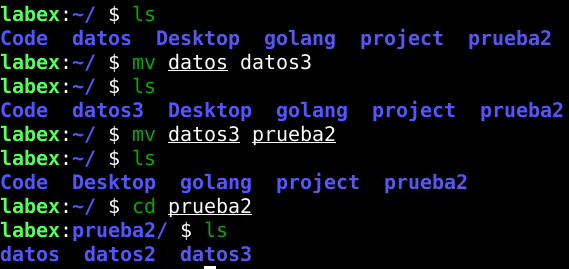 labex:~/ $ ls
Code  datos  Desktop  golang  project  prueba2
labex:~/ $ mv datos datos3
labex:~/ $ ls
Code  datos3  Desktop  golang  project  prueba2
labex:~/ $ mv datos3 prueba2
labex:~/ $ ls
Code  Desktop  golang  project  prueba2
labex:~/ $ cd prueba2
labex:prueba2/ $ ls
datos  datos2  datos3